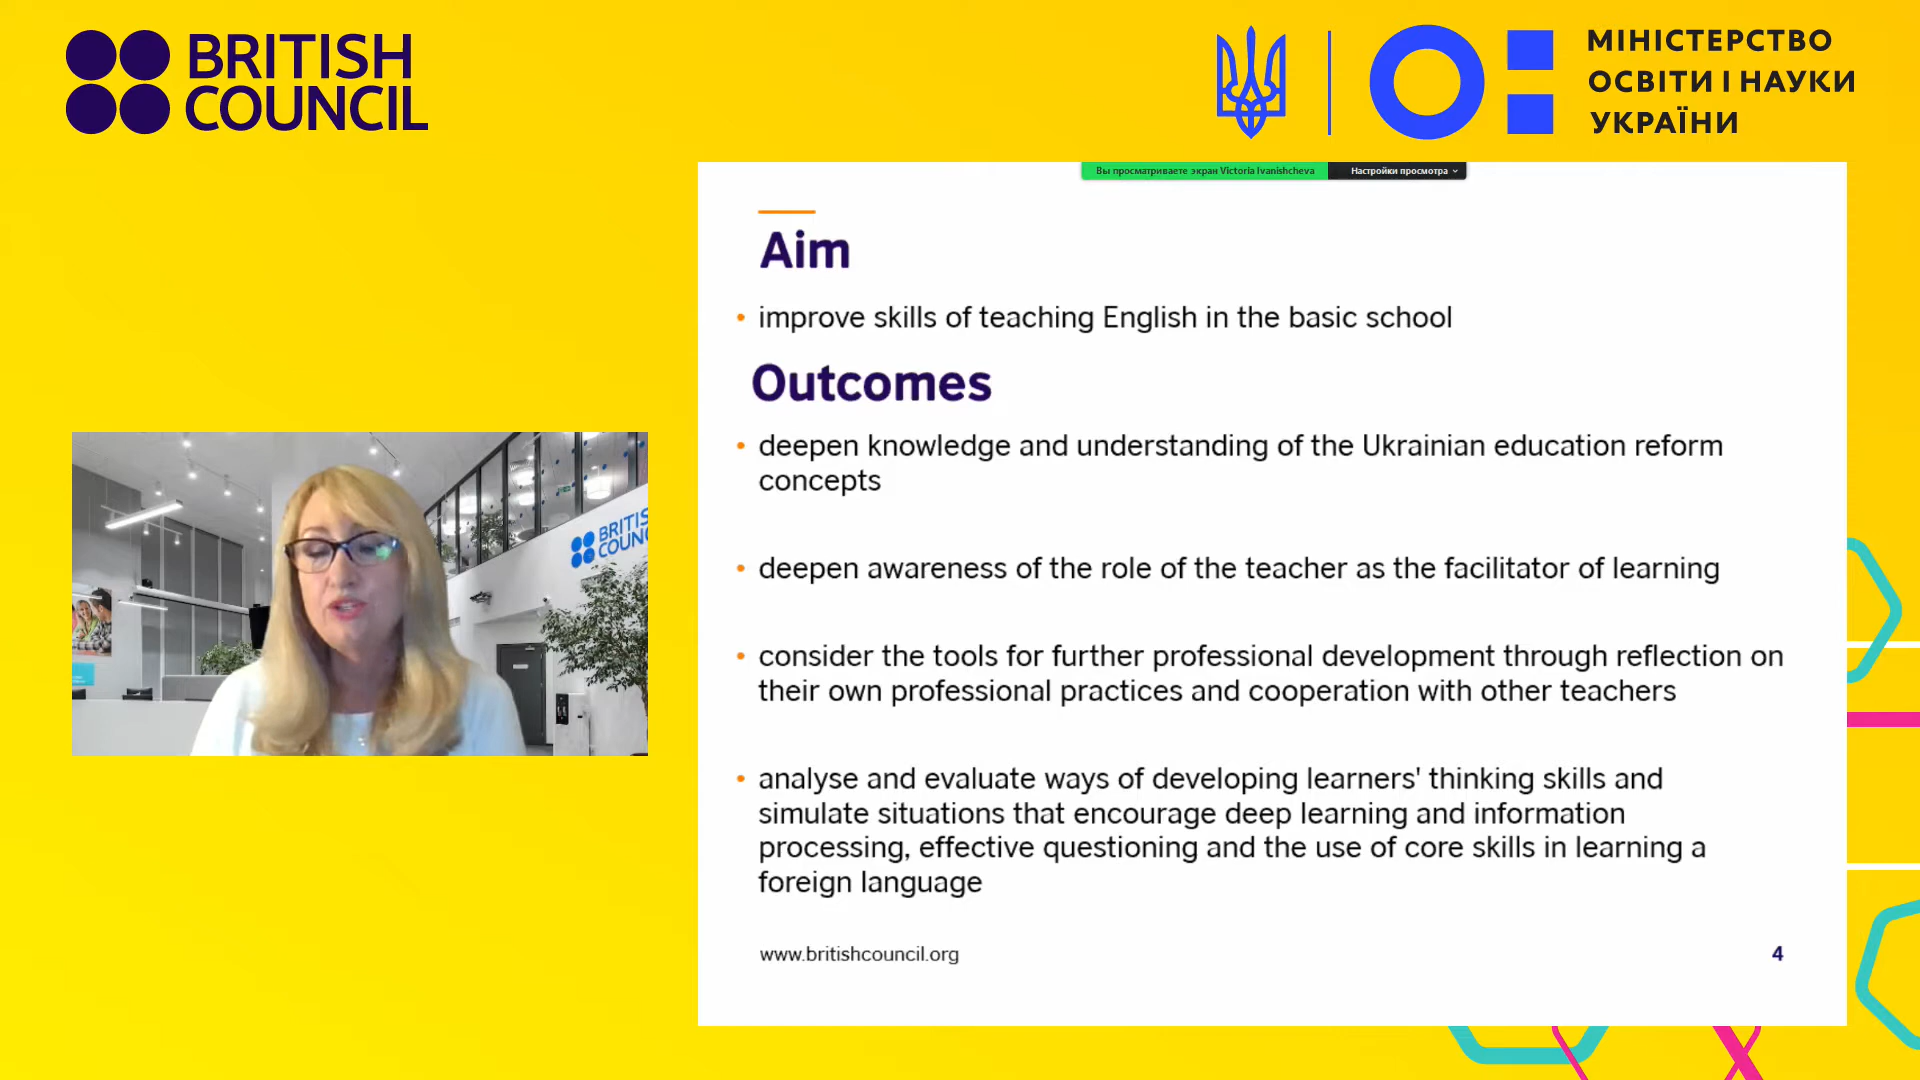 BRITISH
COUNCIL
МІНІСТЕРСТВО
ОСВІТИ І НАУКИ
УКРАЇНИ
Вы просматриваете экран Victoria Ivanishcheva
Настройки просмотра
Aim
• improve skills of teaching English in the basic school
Outcomes
• deepen knowledge and understanding of the Ukrainian education reform
concepts
• deepen awareness of the role of the teacher as the facilitator of learning
• consider the tools for further professional development through reflection on
their own professional practices and cooperation with other teachers
• analyse and evaluate ways of developing learners' thinking skills and
simulate situations that encourage deep learning and information
processing, effective questioning and the use of core skills in learning a
foreign language
www.britishcouncil.org
4
BRITIS
COUN